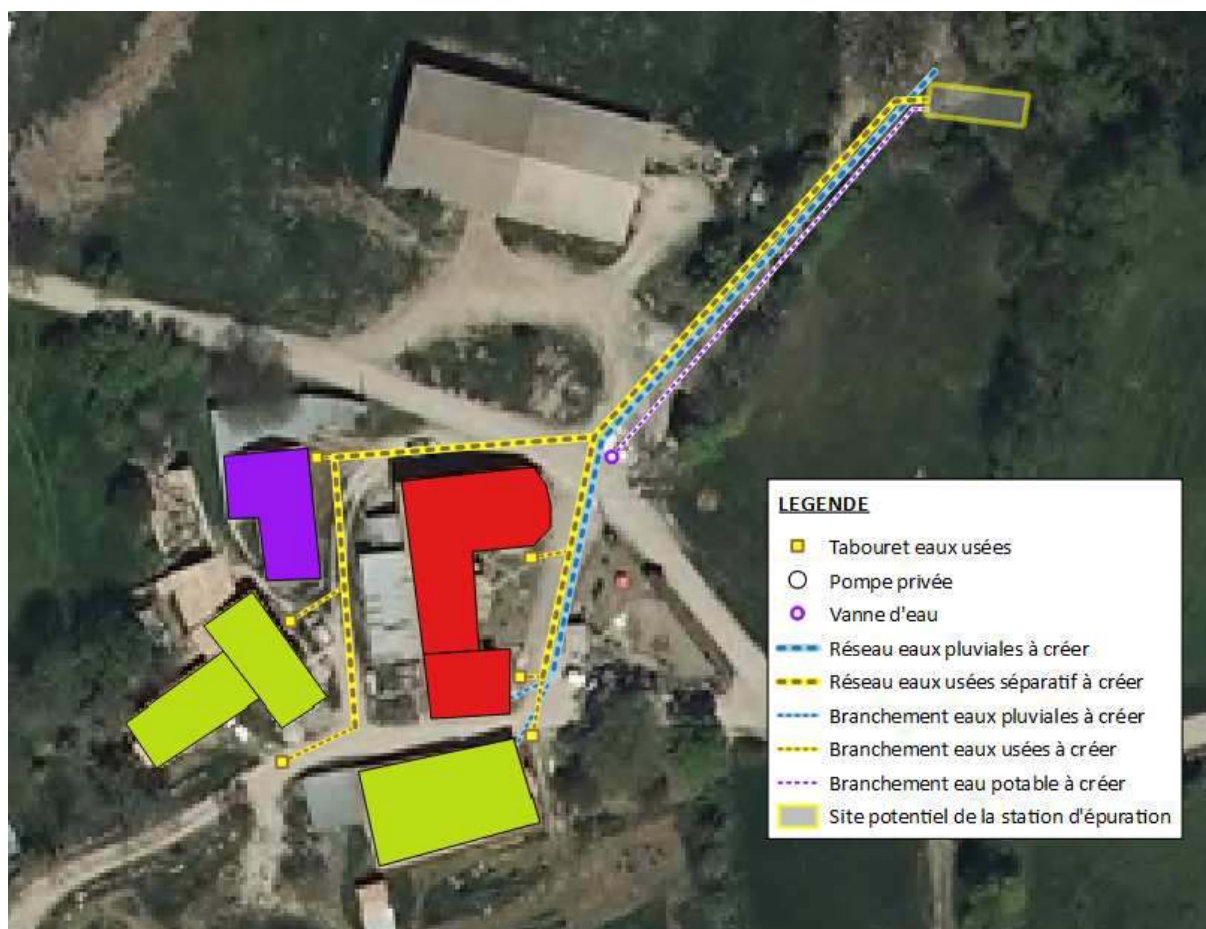 LEGENDE
Tabouret eaux usées
Pompe privée
Vanne d'eau
Réseau eaux pluviales à créer
Réseau eaux usées séparatif à créer
Branchement eaux pluviales à créer
Branchement eaux usées à créer
Branchement eau potable à créer
Site potentiel de la station d'épuration